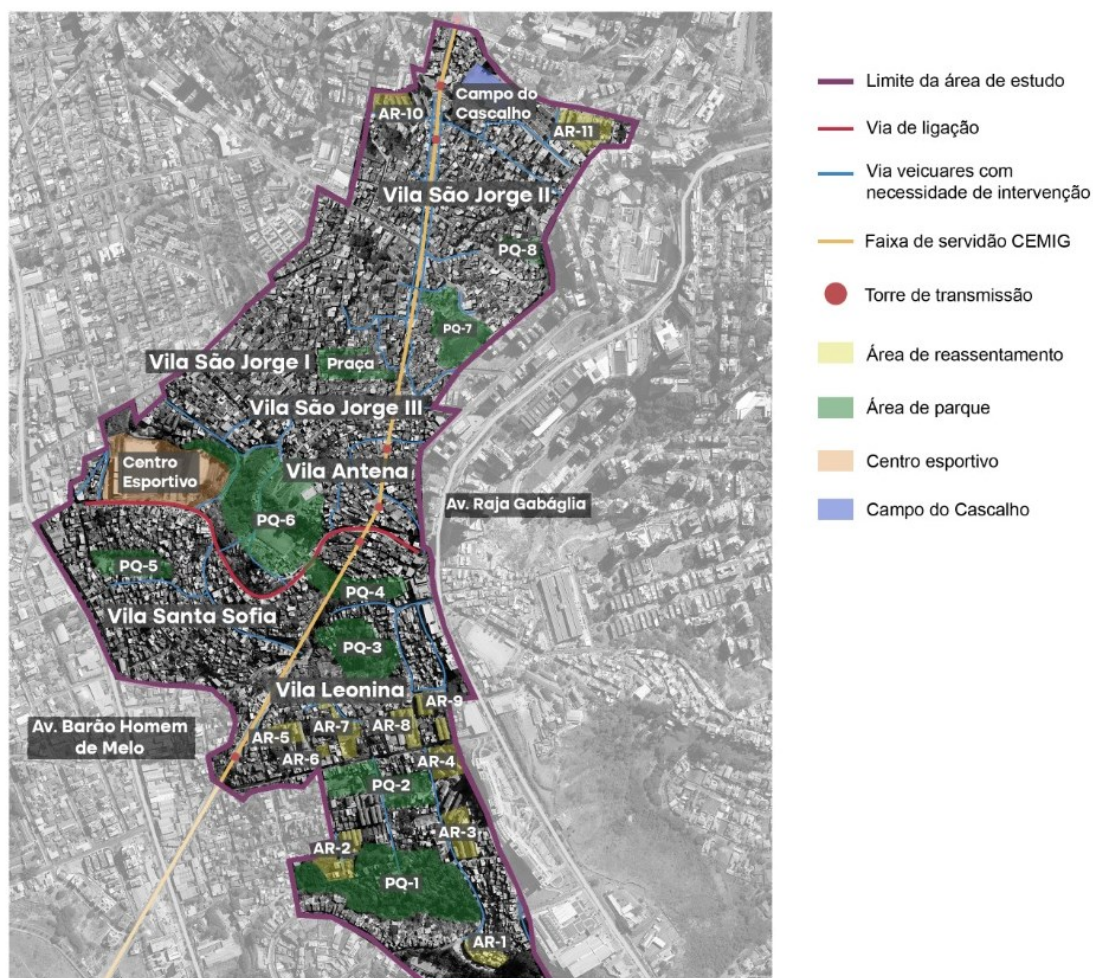 Campo do
Cascalho
AR-10
AR-11
Vila São Jorge II
PQ-8
PQ-7
Vila São Jorge I
Praça
Vila São Jorge III
Centro
Esportivo
Vila Antena
Av. Raja Gabáglia
PQ-6
PQ-5
PQ-4
Vila Santa Sofia
PQ-3
Vila Leonina
AR-9
Av. Barão Homem
de Melo
AR-5
AR-7
AR-8
AR-6
AR-4
PQ-2
AR-3
AR-2
PQ-1
AR-1
Limite da área de estudo
Via de ligação
Via veicuares com
necessidade de intervenção
Faixa de servidão CEMIG
Torre de transmissão
Área de reassentamento
Área de parque
Centro esportivo
Campo do Cascalho